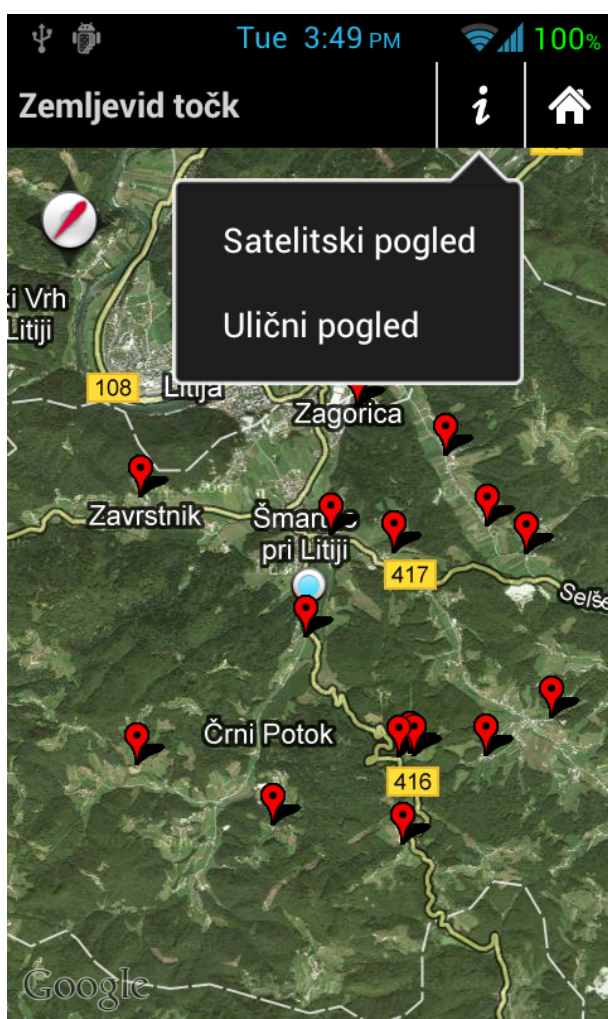 Tue 3:49 PM 100%
Zemljevid točk
Satelitski pogled
Ulični pogled
i Vrh
Litiji
108
Litija
Zagorica
Zavrstnik
pri Litiji
417
Črni Potok
416
Google